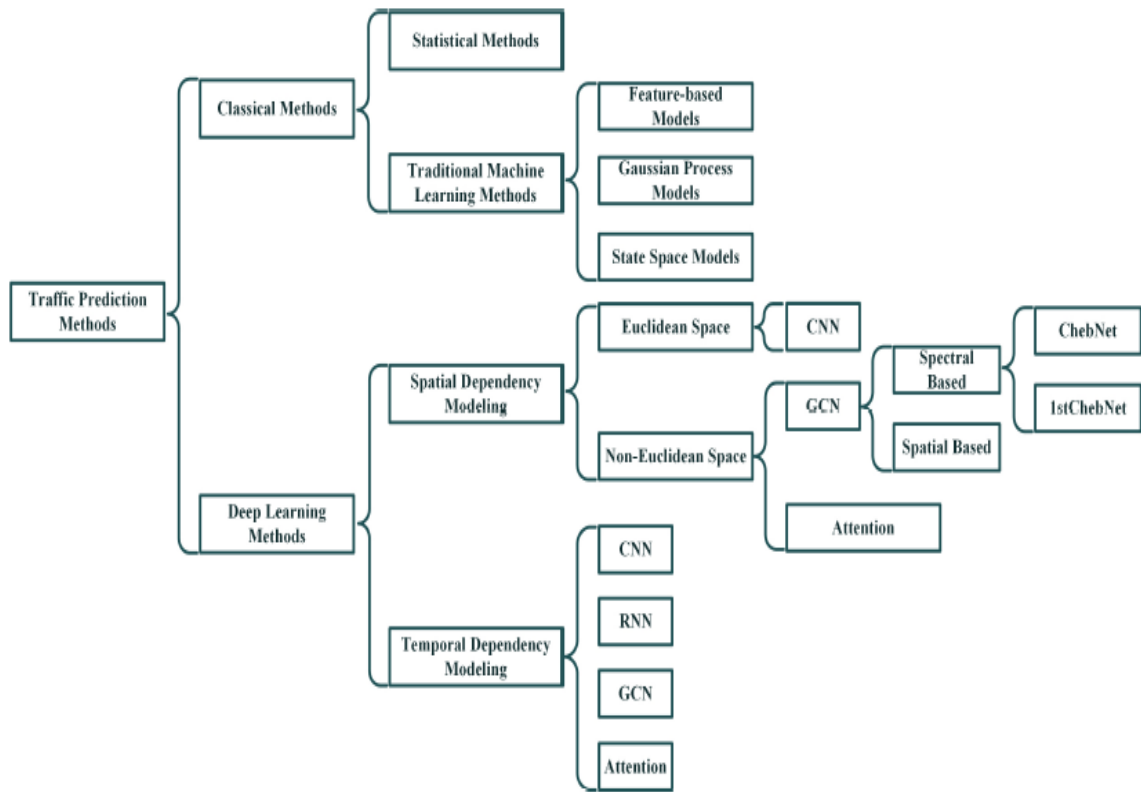 Statistical Methods
Classical Methods
Feature-based
Models
Traditional Machine
Learning Methods
Gaussian Process
Models
State Space Models
Traffic Prediction
Methods
Euclidean Space
CNN
ChebNet
Spectral
Based
Spatial Dependency
Modeling
GCN
1stChebNet
Non-Euclidean Space
Spatial Based
Deep Learning
Methods
Attention
CNN
RNN
Temporal Dependency
Modeling
GCN
Attention